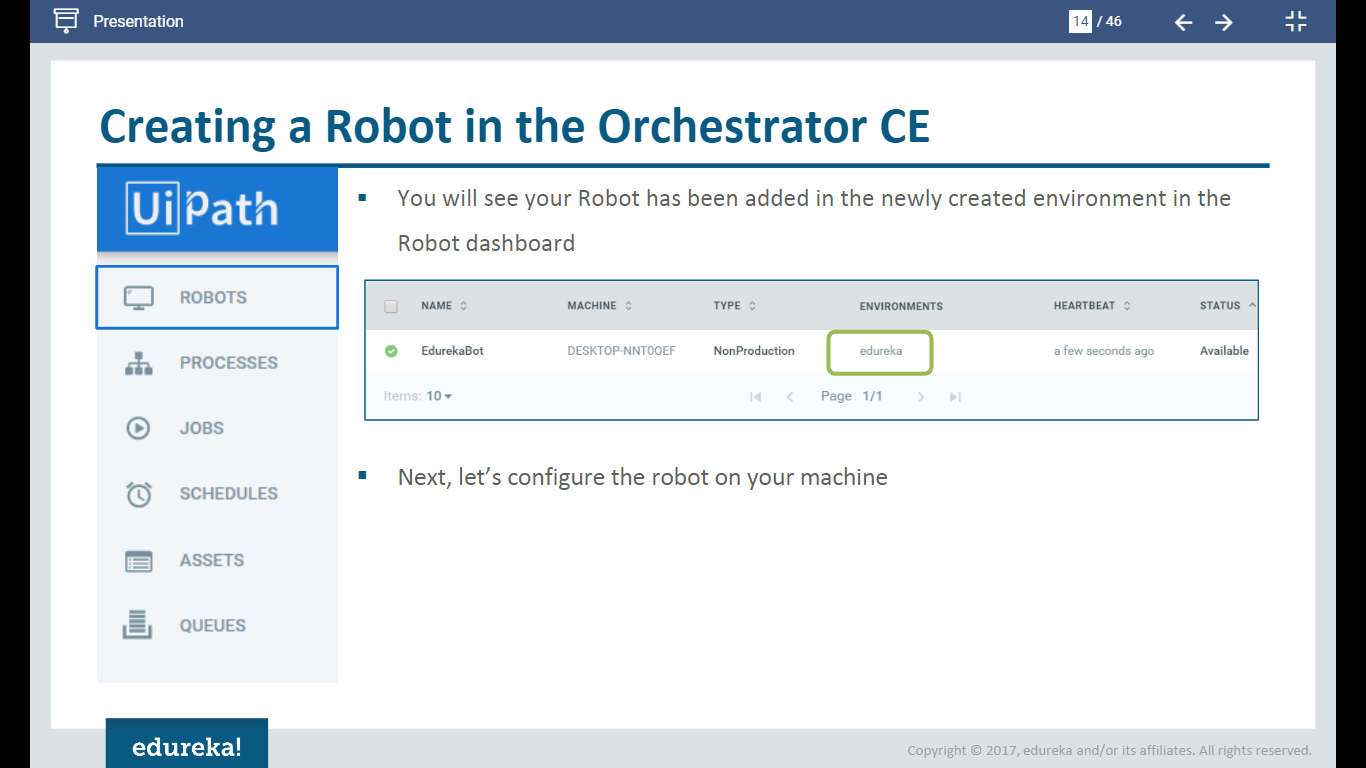 Presentation
14 / 46
Creating a Robot in the Orchestrator CE
UiPath
ROBOTS
PROCESSES
JOBS
SCHEDULES
ASSETS
QUEUES
You will see your Robot has been added in the newly created environment in the
Robot dashboard
NAME MACHINE TYPE ENVIRONMENTS HEARTBEAT STATUS
EdurekaBot DESKTOP-NNT0OEF NonProduction edureka a few seconds ago Available
Items: 10 Page 1/1
Next, let’s configure the robot on your machine
edureka!
Copyright © 2017, edureka and/or its affiliates. All rights reserved.